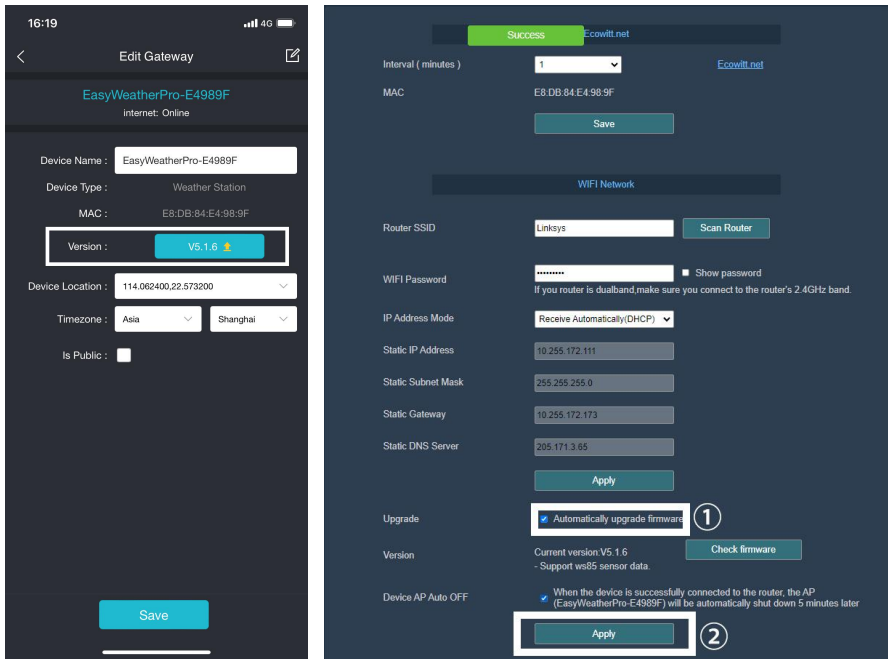 16:19
4G
Edit Gateway
EasyWeatherPro-E4989F
internet: Online
Device Name :
EasyWeatherPro-E4989F
Device Type :
Weather Station
MAC :
E8:DB:84:E4:98:9F
Version :
V5.1.6
Device Location :
114.062400,22.573200
Timezone :
Asia
Shanghai
Is Public :
Save
Success
Ecowitt.net
Interval ( minutes )
1
Ecowitt.net
MAC
E8:DB:84:E4:98:9F
Save
WIFI Network
Router SSID
Linksys
Scan Router
WIFI Password
••••••••• 
Show password
If you router is dualband,make sure you connect to the router's 2.4GHz band.
IP Address Mode
Receive Automatically(DHCP)
Static IP Address
10.255.172.111
Static Subnet Mask
255.255.255.0
Static Gateway
10.255.172.173
Static DNS Server
205.171.3.65
Apply
Upgrade
Automatically upgrade firmware
①
Version
Current version:V5.1.6
- Support ws85 sensor data.
Check firmware
Device AP Auto OFF
When the device is successfully connected to the router, the AP
(EasyWeatherPro-E4989F) will be automatically shut down 5 minutes later
Apply
②